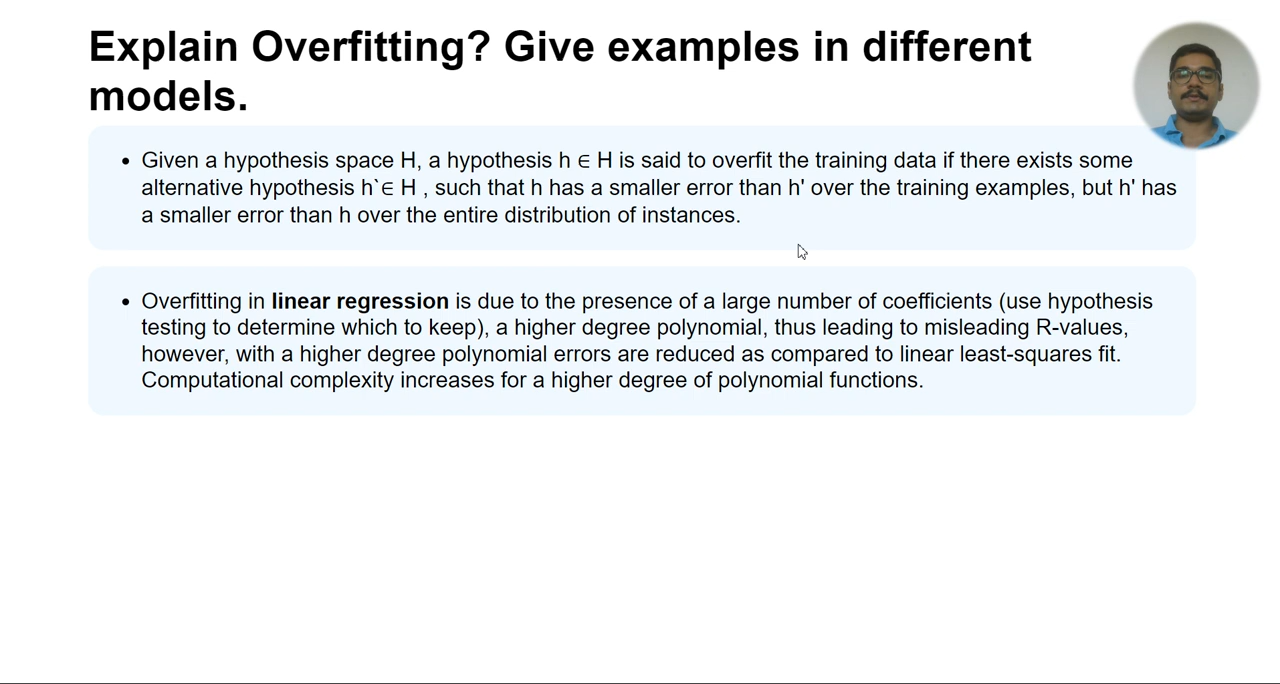 Explain Overfitting? Give examples in different
models.
• Given a hypothesis space H, a hypothesis h ∈ H is said to overfit the training data if there exists some
alternative hypothesis h`∈ H , such that h has a smaller error than h' over the training examples, but h' has
a smaller error than h over the entire distribution of instances.
• Overfitting in linear regression is due to the presence of a large number of coefficients (use hypothesis
testing to determine which to keep), a higher degree polynomial, thus leading to misleading R-values,
however, with a higher degree polynomial errors are reduced as compared to linear least-squares fit.
Computational complexity increases for a higher degree of polynomial functions.